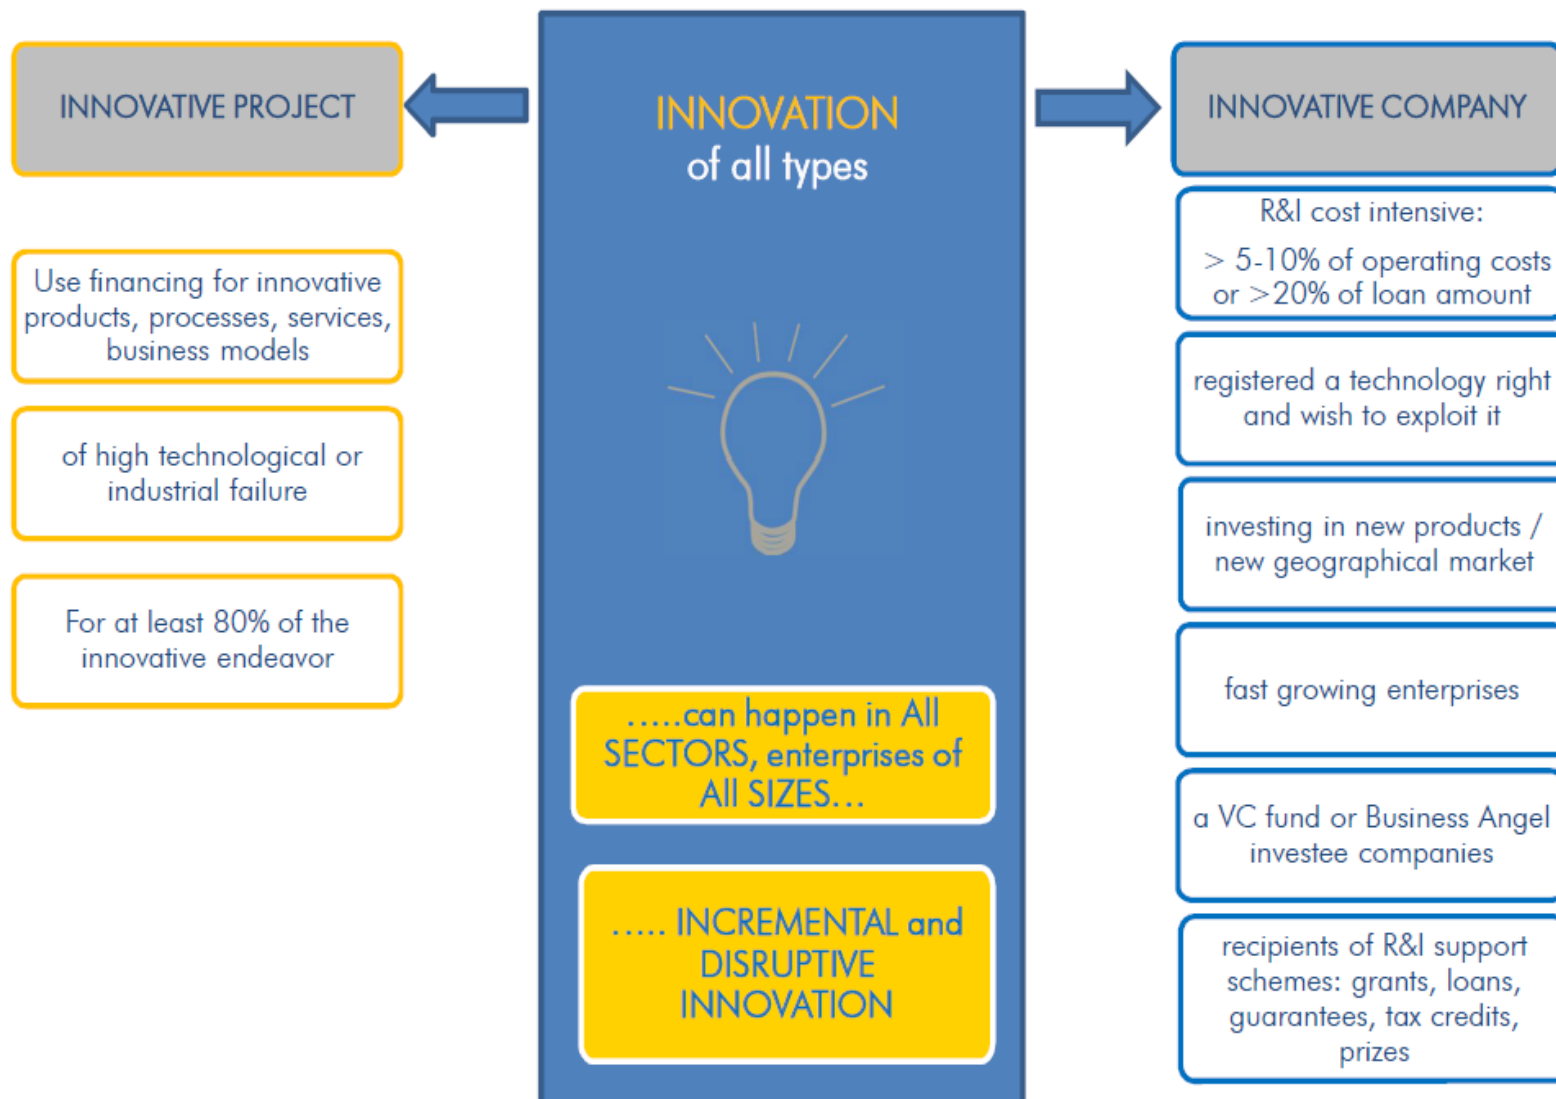 INNOVATIVE PROJECT
Use financing for innovative
products, processes, services,
business models
of high technological or
industrial failure
For at least 80% of the
innovative endeavor
INNOVATION
of all types
.....can happen in All
SECTORS, enterprises of
All SIZES...
..... INCREMENTAL and
DISRUPTIVE
INNOVATION
INNOVATIVE COMPANY
R&I cost intensive:
> 5-10% of operating costs
or >20% of loan amount
registered a technology right
and wish to exploit it
investing in new products /
new geographical market
fast growing enterprises
a VC fund or Business Angel
investee companies
recipients of R&I support
schemes: grants, loans,
guarantees, tax credits,
prizes